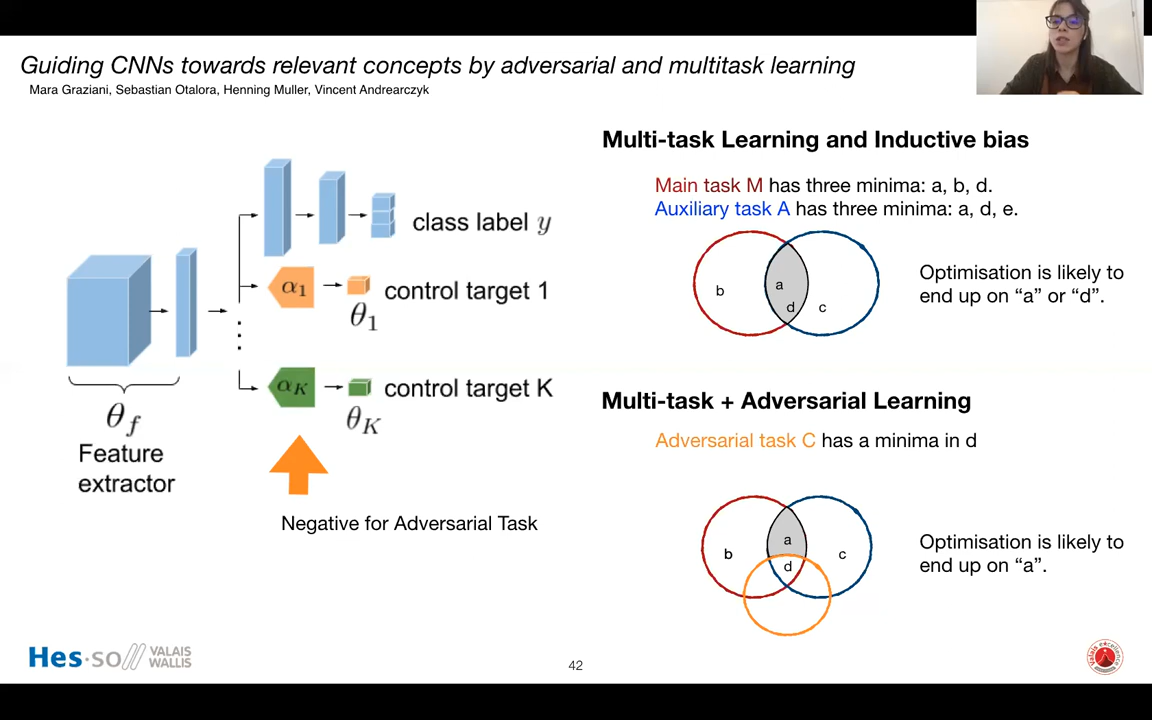 Guiding CNNs towards relevant concepts by adversarial and multitask learning
Mara Graziani, Sebastian Otalora, Henning Muller, Vincent Andrearczyk
class label y
α1
control target 1
θ1
αK
control target K
θK
θf
Feature
extractor
Negative for Adversarial Task
Multi-task Learning and Inductive bias
Main task M has three minima: a, b, d.
Auxiliary task A has three minima: a, d, e.
b
a
d
c
Optimisation is likely to
end up on “a” or “d”.
Multi-task + Adversarial Learning
Adversarial task C has a minima in d
b
a
d
c
Optimisation is likely to
end up on “a”.
Hes·so// VALAIS
WALLIS
42
Valais excellence